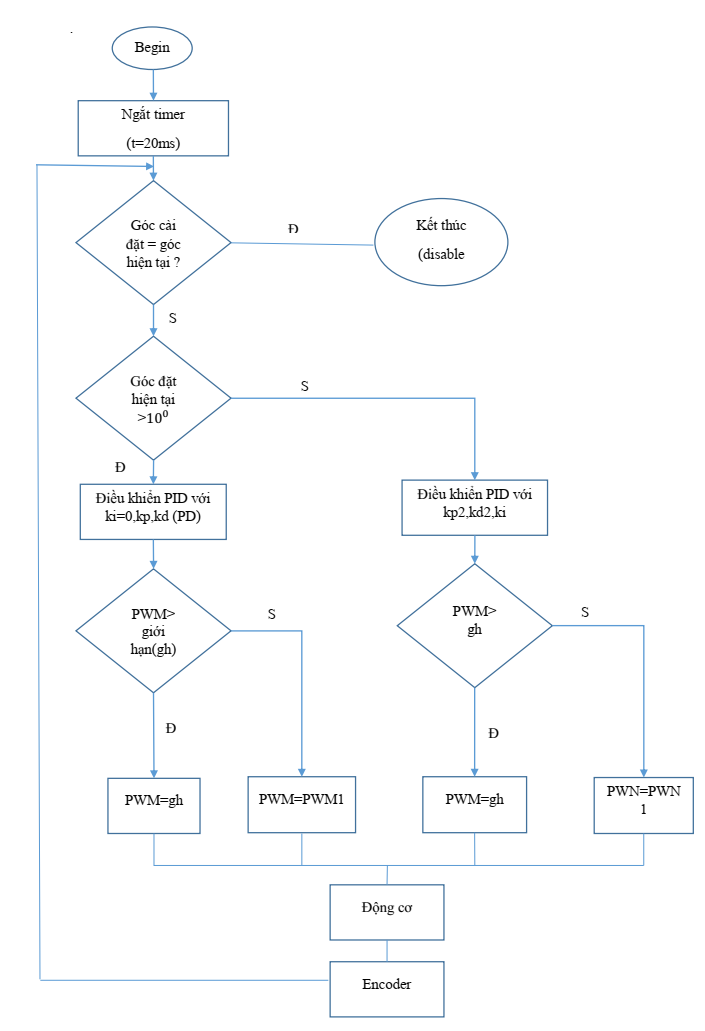 Begin
Ngắt timer
(t=20ms)
Góc cài
đặt = góc
hiện tại ?
Đ
Kết thúc
(disable
S
Góc đặt
hiện tại
>10⁰
S
Đ
Điều khiển PID với
ki=0,kp,kd (PD)
Điều khiển PID với
kp2,kd2,ki
PWM>
giới
hạn(gh)
S
PWM>
gh
S
Đ
Đ
PWM=gh
PWM=PWM1
PWM=gh
PWN=PWN
1
Động cơ
Encoder